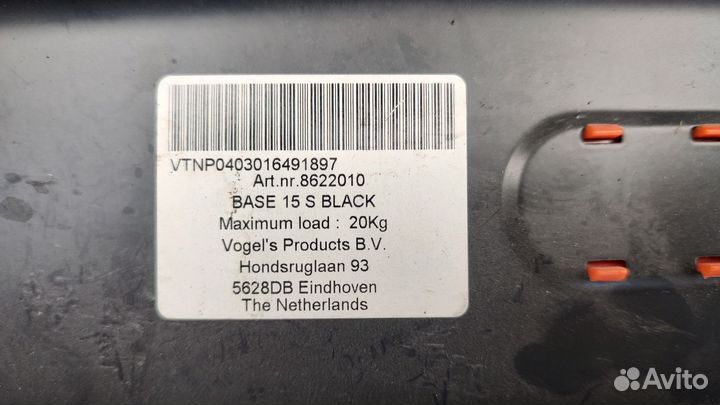 VTNP0403016491897
Art.nr.8622010
BASE 15 S BLACK
Maximum load : 20Kg
Vogel's Products B.V.
Hondsruglaan 93
5628DB Eindhoven
The Netherlands
Avito